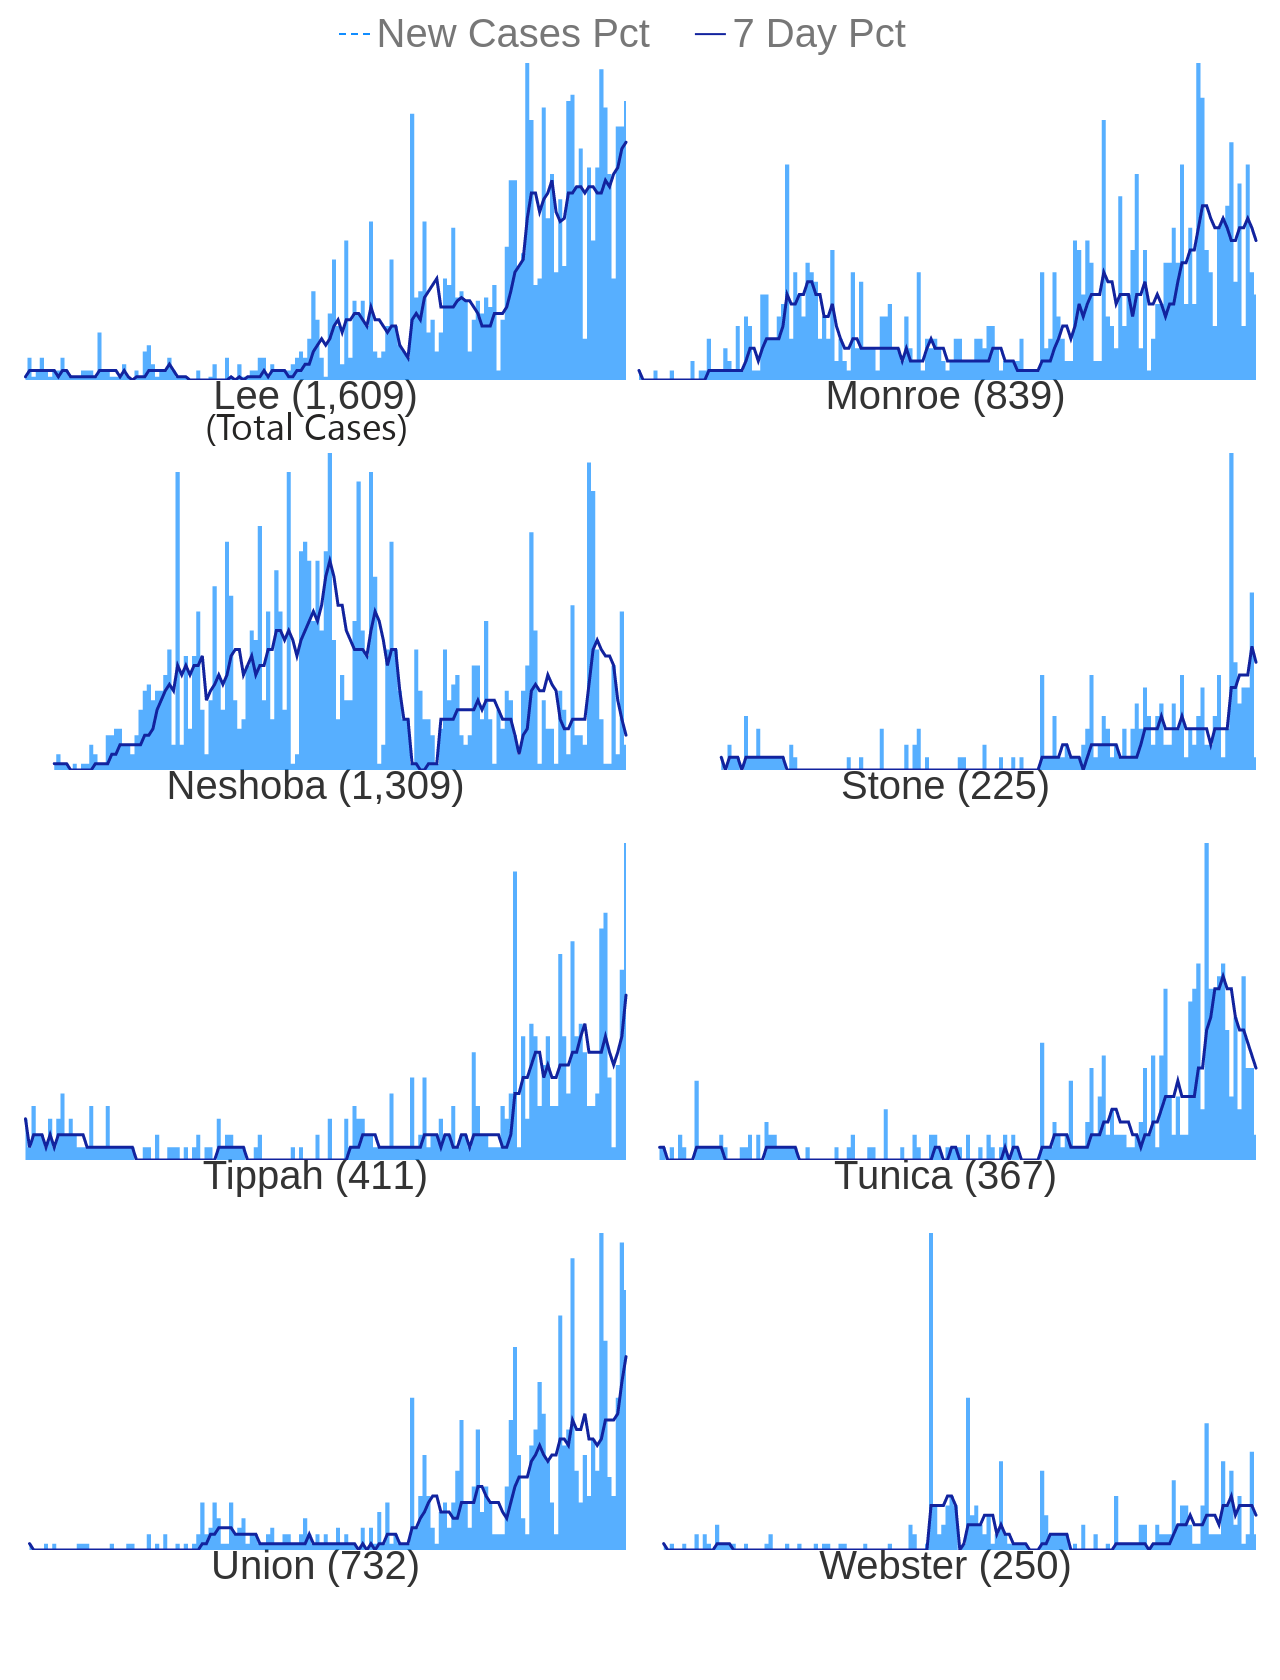 New Cases Pct 7 Day Pct
Lee (1,609) Monroe (839)
(Total Cases)
Neshoba (1,309) Stone (225)
Tippah (411) Tunica (367)
Union (732) Webster (250)